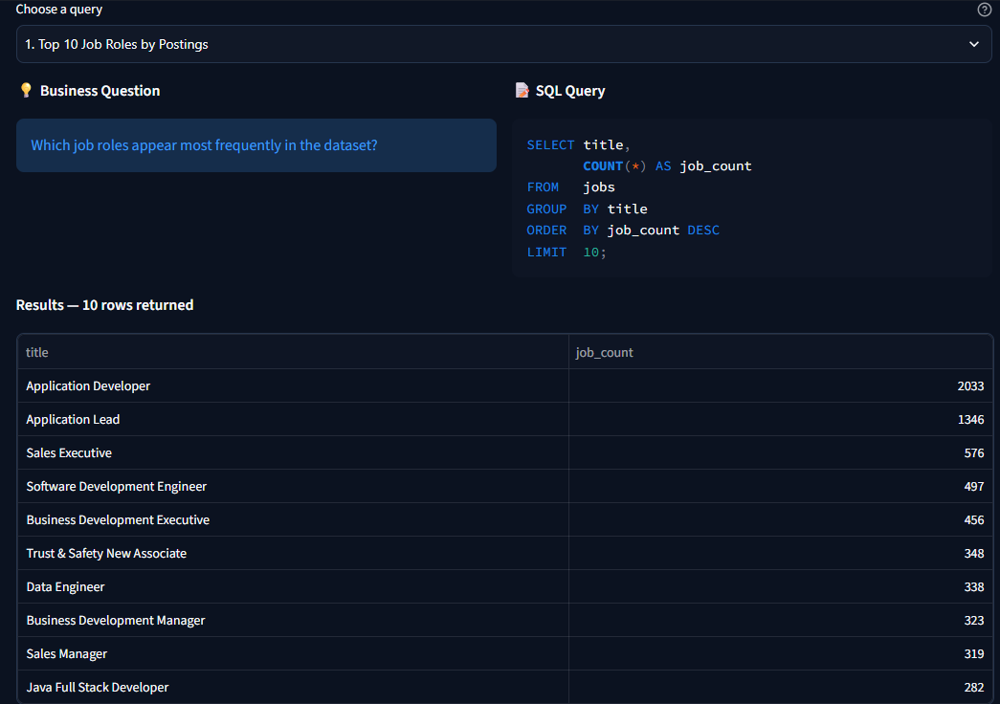 Choose a query
1. Top 10 Job Roles by Postings
Business Question
Which job roles appear most frequently in the dataset?
SQL Query
SELECT title,
COUNT(*) AS job_count
FROM jobs
GROUP BY title
ORDER BY job_count DESC
LIMIT 10;
Results — 10 rows returned
title job_count
Application Developer 2033
Application Lead 1346
Sales Executive 576
Software Development Engineer 497
Business Development Executive 456
Trust & Safety New Associate 348
Data Engineer 338
Business Development Manager 323
Sales Manager 319
Java Full Stack Developer 282